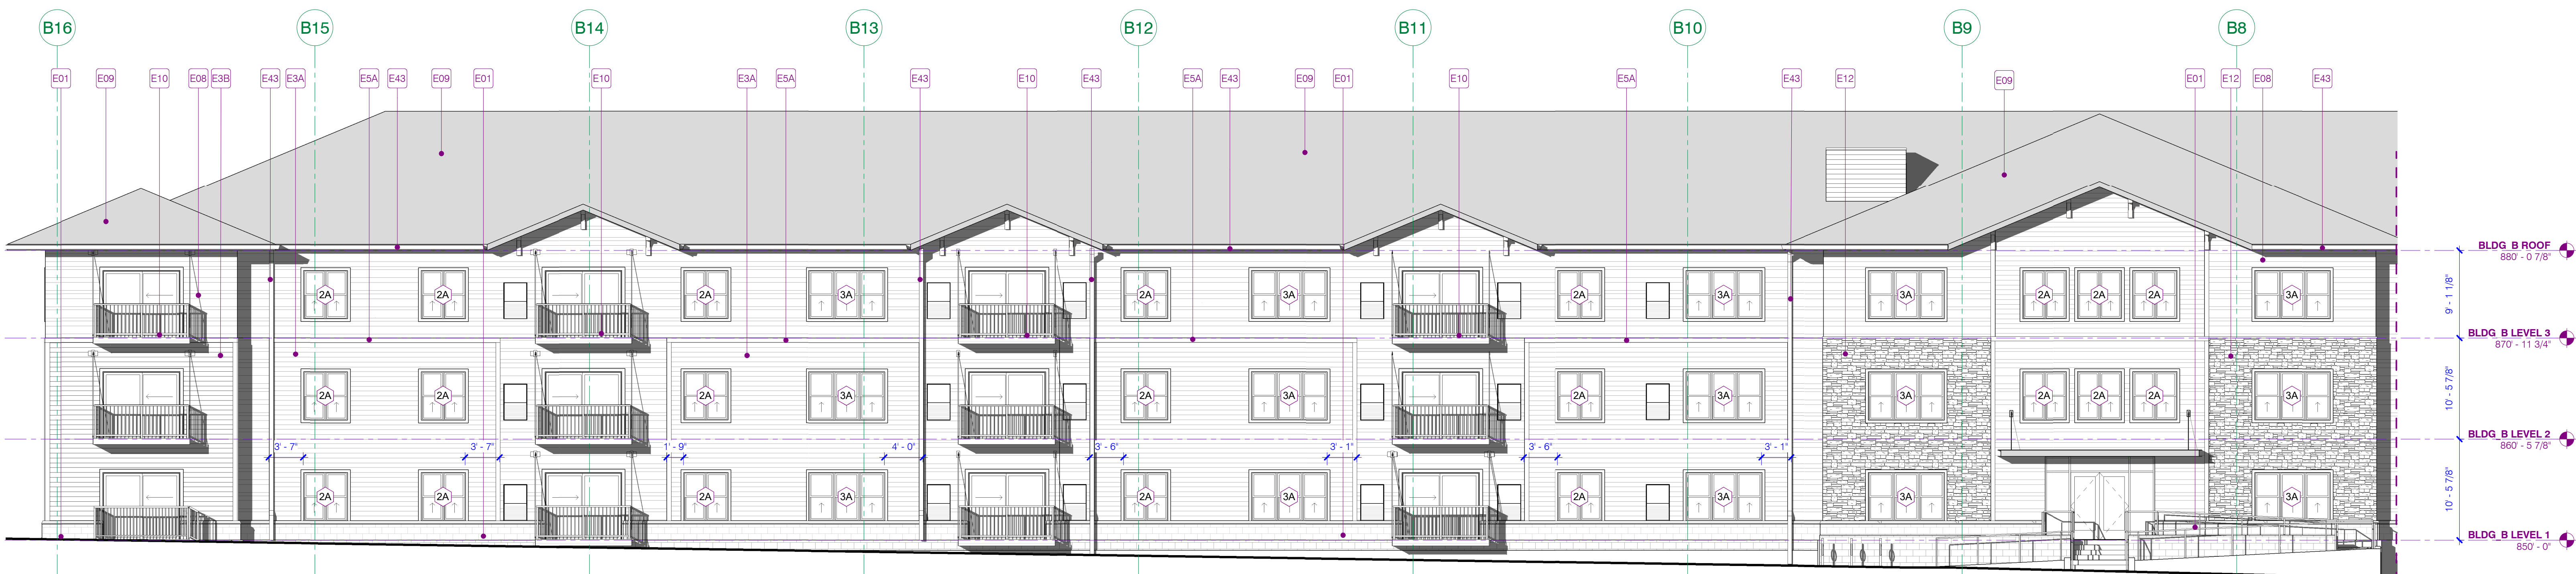 B16 B15 B14 B13 B12 B11 B10 B9 B8
E01 E09 E10 E08 E3B E43 E3A E5A E43 E09 E01 E10 E3A E5A E43 E10 E43 E5A E43 E09 E01 E10 E5A E43 E12 E09 E01 E12 E08 E43
BLDG_B ROOF
880' - 0 7/8"
9' - 1 1/8"
2A 2A 2A 3A 2A 3A 2A 3A 3A 2A 2A 2A 3A
BLDG_B LEVEL 3
870' - 11 3/4"
10' - 5 7/8"
2A 2A 2A 3A 2A 3A 2A 3A 3A 2A 2A 2A 3A
BLDG_B LEVEL 2
860' - 5 7/8"
3' - 7" 3' - 7" 1' - 9" 4' - 0" 3' - 6" 3' - 1" 3' - 6" 3' - 1"
10' - 5 7/8"
2A 2A 2A 3A 2A 3A 2A 3A 3A 3A
BLDG_B LEVEL 1
850' - 0"